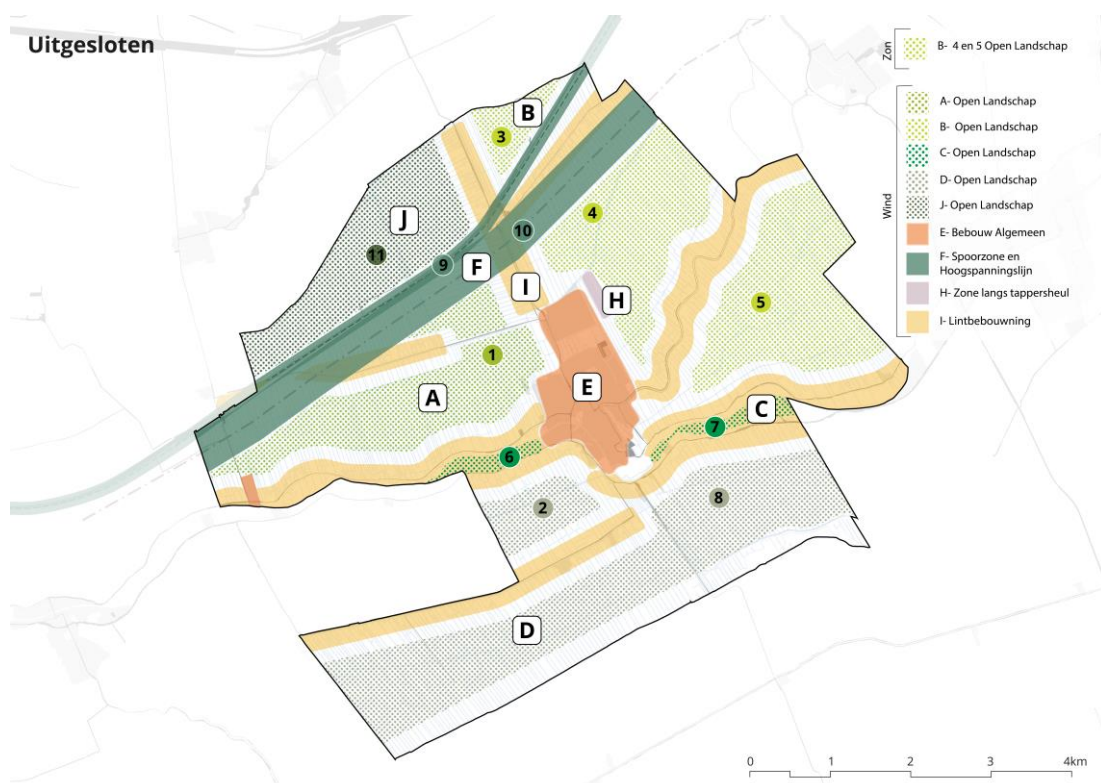 Uitgesloten
Zon
B- 4 en 5 Open Landschap
Wind
A- Open Landschap
B- Open Landschap
C- Open Landschap
D- Open Landschap
J- Open Landschap
E- Bebouw Algemeen
F- Spoorzone en
Hoogspanningslijn
H- Zone langs tappersheul
I- Lintbebouwning
B
3
J
4
10
11
9
F
I
H
5
1
A
E
C
7
6
2
8
D
0 1 2 3 4km